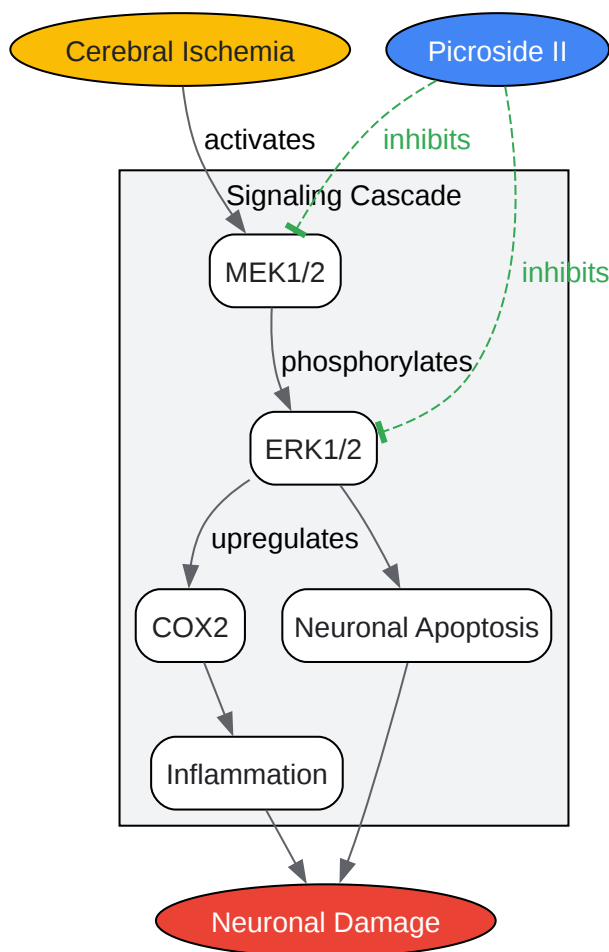 Cerebral Ischemia
Picroside II
activates
inhibits
Signaling Cascade
MEK1/2
inhibits
phosphorylates
ERK1/2
upregulates
COX2
Neuronal Apoptosis
Inflammation
Neuronal Damage